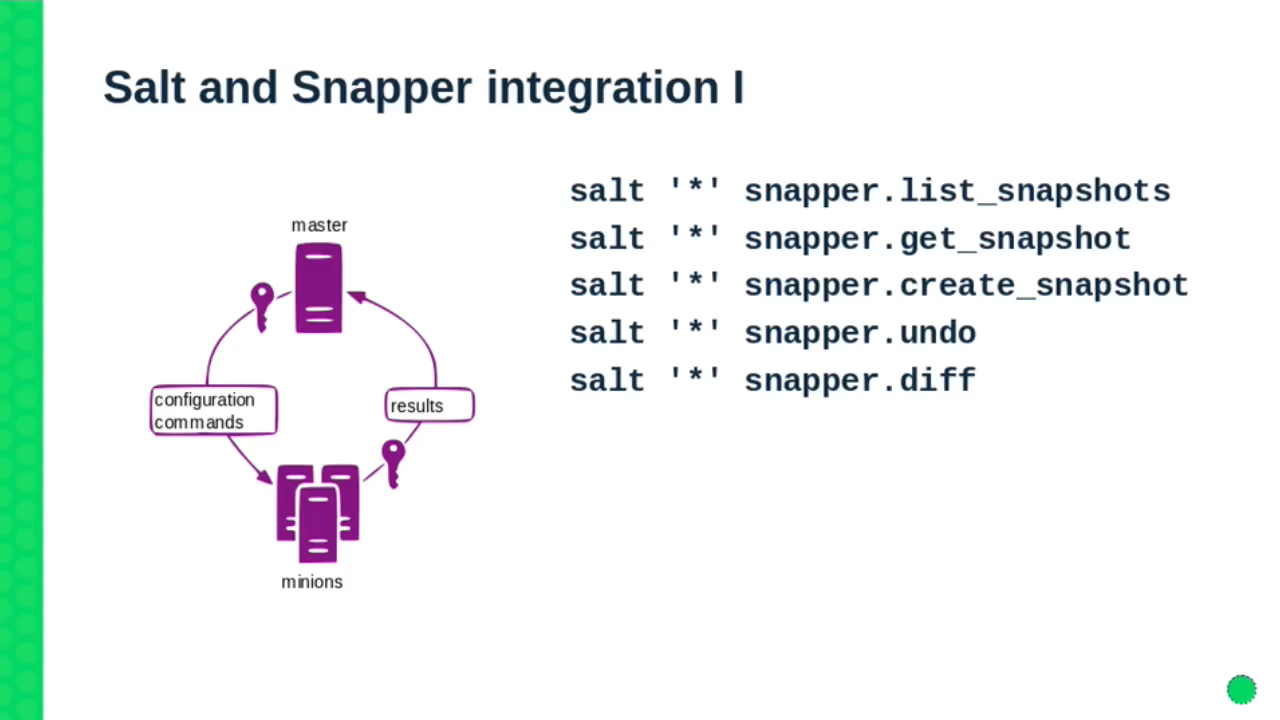 Salt and Snapper integration I
master
configuration
commands
results
minions
salt '*' snapper.list_snapshots
salt '*' snapper.get_snapshot
salt '*' snapper.create_snapshot
salt '*' snapper.undo
salt '*' snapper.diff